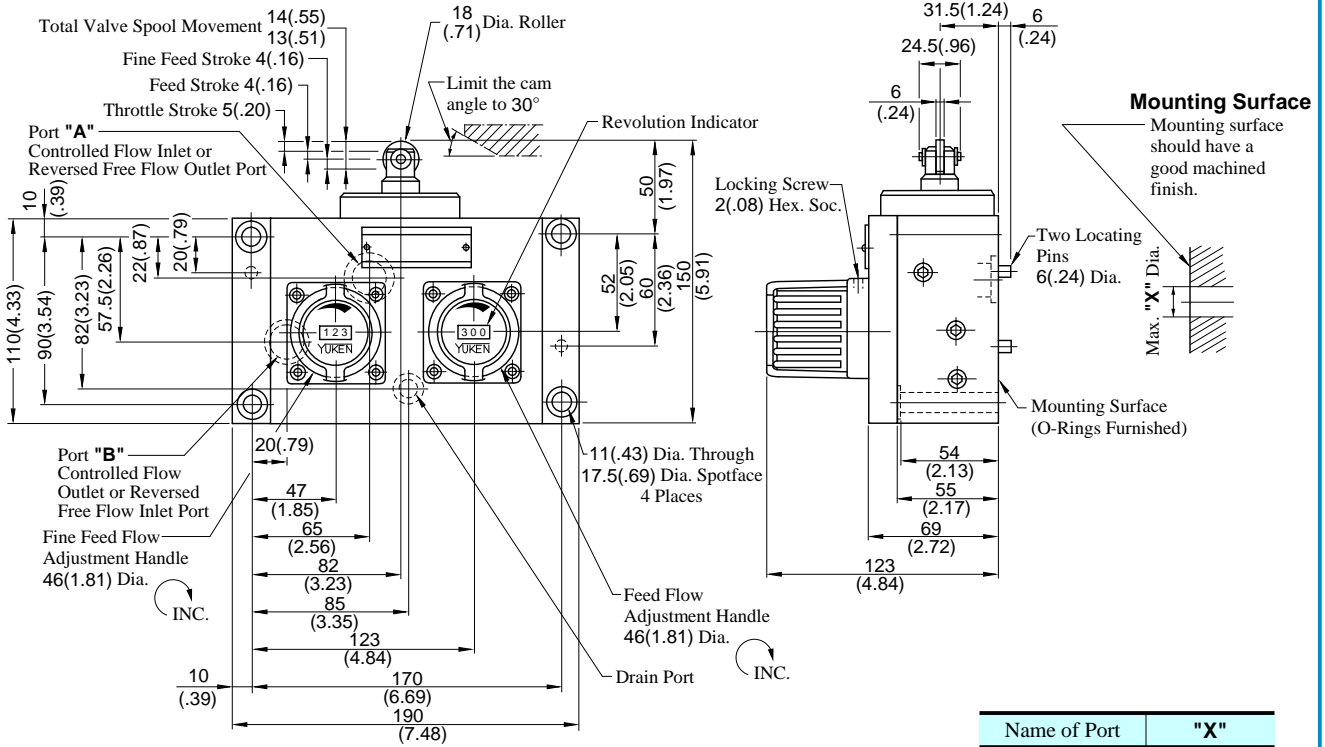 Total Valve Spool Movement 14(.55)
13(.51)
Fine Feed Stroke 4(.16)
Feed Stroke 4(.16)
Throttle Stroke 5(.20)
18
(.71) Dia. Roller
Limit the cam
angle to 30°
Revolution Indicator
Port "A"
Controlled Flow Inlet or
Reversed Free Flow Outlet Port
10
(.39)
110(4.33)
90(3.54)
82(3.23)
57.5(2.26)
22(.87)
20(.79)
50
(1.97)
52
(2.05)
60
(2.36)
150
(5.91)
1 2 3
YUKEN
3 0 0
YUKEN
Port "B"
Controlled Flow
Outlet or Reversed
Free Flow Inlet Port
Fine Feed Flow
Adjustment Handle
46(1.81) Dia.
INC.
20(.79)
47
(1.85)
65
(2.56)
82
(3.23)
85
(3.35)
123
(4.84)
10
(.39)
170
(6.69)
190
(7.48)
11(.43) Dia. Through
17.5(.69) Dia. Spotface
4 Places
Feed Flow
Adjustment Handle
46(1.81) Dia.
INC.
Drain Port
31.5(1.24)
6
(.24)
24.5(.96)
6
(.24)
Locking Screw
2(.08) Hex. Soc.
Two Locating
Pins
6(.24) Dia.
Mounting Surface
(O-Rings Furnished)
54
(2.13)
55
(2.17)
69
(2.72)
123
(4.84)
Mounting Surface
Mounting surface
should have a
good machined
finish.
Max. "X" Dia.
Name of Port "X"